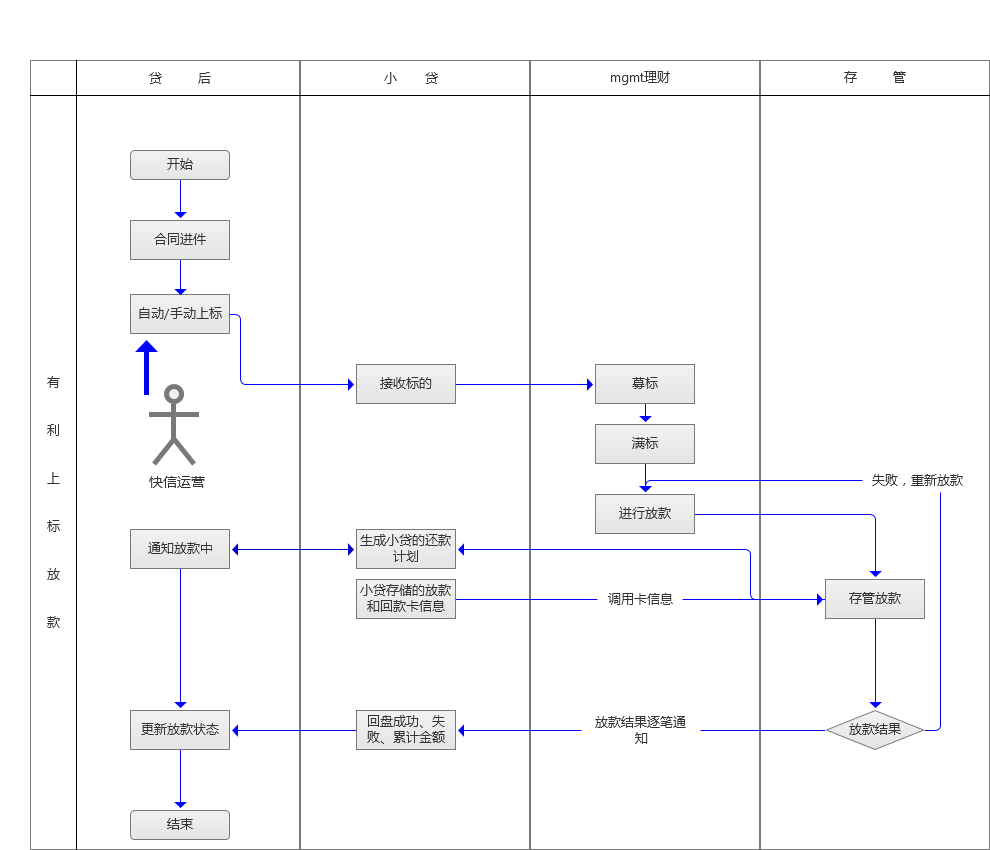 贷 后
小 贷
mgmt理财
存 管
有
利
上
标
放
款
开始
合同进件
自动/手动上标
快信运营
接收标的
募标
满标
失败，重新放款
进行放款
通知放款中
生成小贷的还款
计划
小贷存储的放款
和回款卡信息
调用卡信息
存管放款
更新放款状态
回盘成功、失
败、累计金额
放款结果逐笔通
知
放款结果
结束